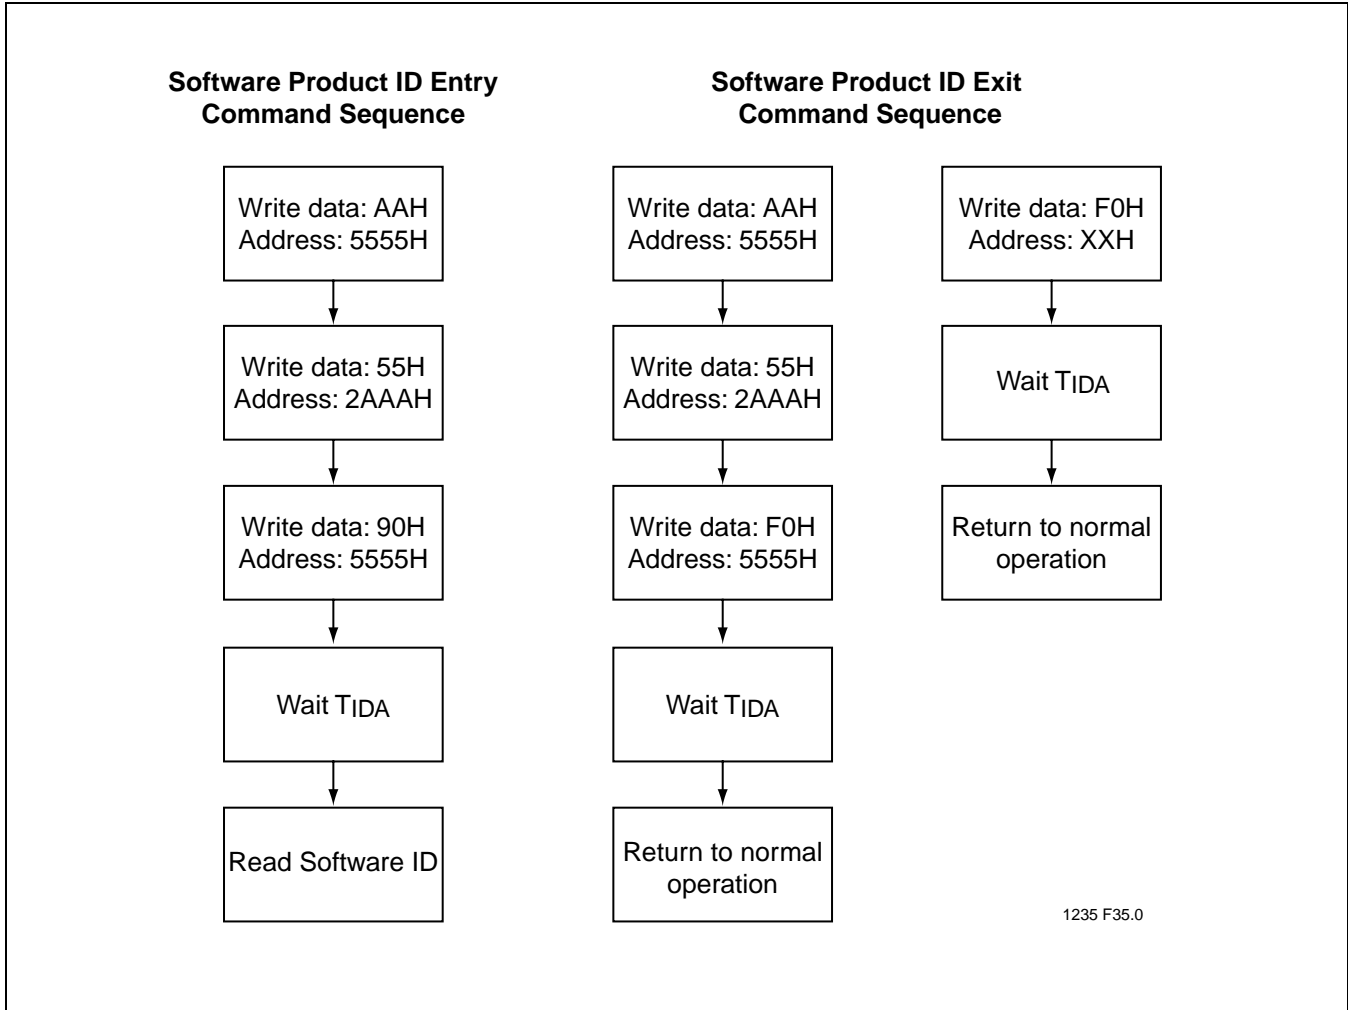 Software Product ID Entry
Command Sequence
Write data: AAH
Address: 5555H
Write data: 55H
Address: 2AAAH
Write data: 90H
Address: 5555H
Wait TIDA
Read Software ID
Software Product ID Exit
Command Sequence
Write data: AAH
Address: 5555H
Write data: 55H
Address: 2AAAH
Write data: F0H
Address: 5555H
Wait TIDA
Return to normal
operation
Write data: F0H
Address: XXH
Wait TIDA
Return to normal
operation
1235 F35.0